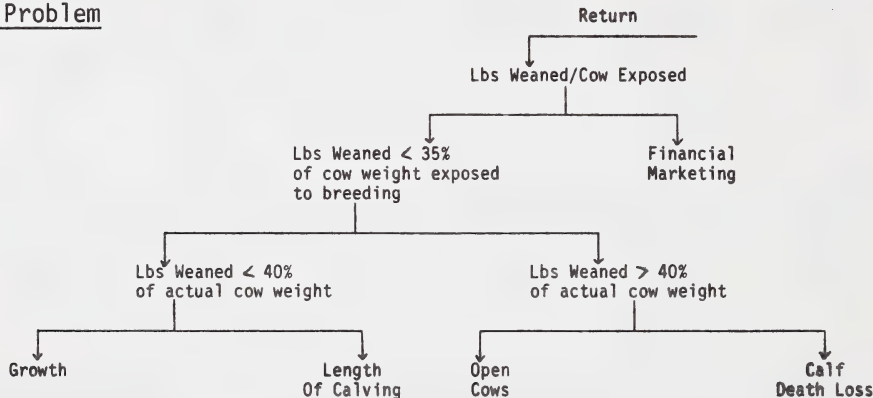 Problem
Return
Lbs Weaned/Cow Exposed
Lbs Weaned < 35%
of cow weight exposed
to breeding
Financial
Marketing
Lbs Weaned < 40%
of actual cow weight
Lbs Weaned > 40%
of actual cow weight
Growth
Length
Of Calving
Open
Cows
Calf
Death Loss